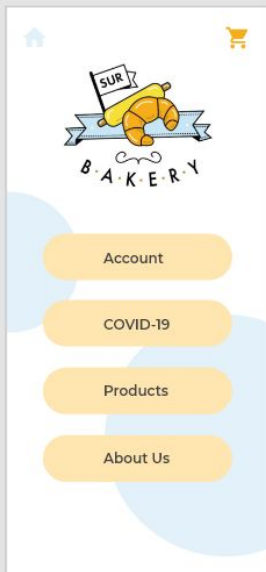 SUR
B·A·K·E·R·Y
Account
COVID-19
Products
About Us